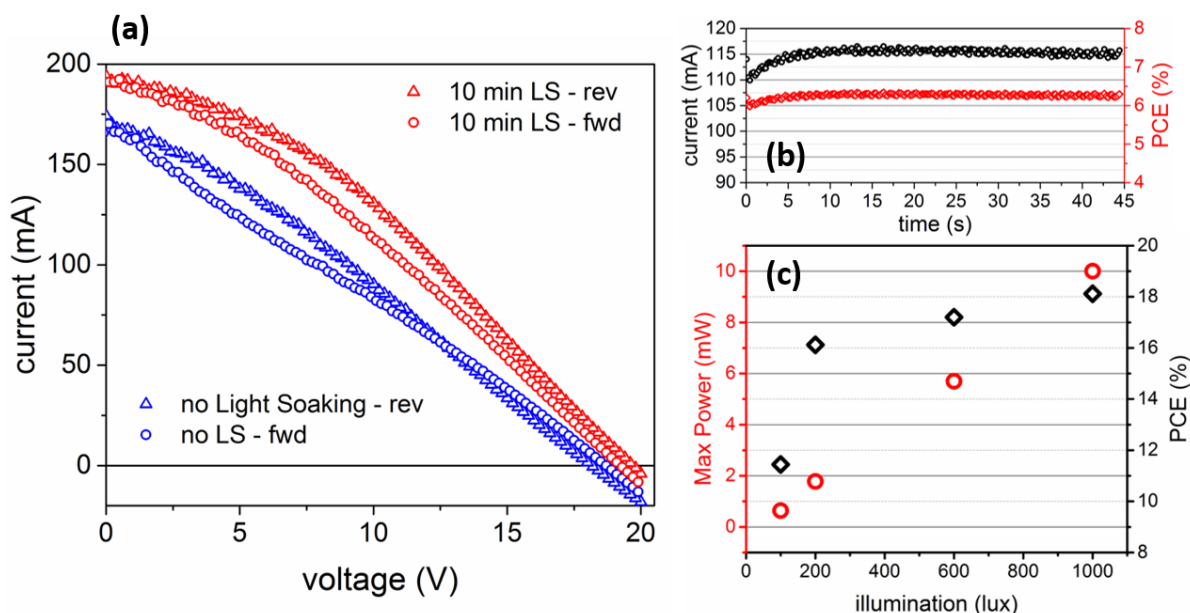 (a)
200
150
100
50
0
current (mA)
10 min LS - rev
10 min LS - fwd
no Light Soaking - rev
no LS - fwd
0 5 10 15 20
voltage (V)
(b)
120
115
110
105
100
95
90
current (mA)
8
7
6
5
4
3
PCE (%)
0 5 10 15 20 25 30 35 40 45
time (s)
(c)
10
8
6
4
2
0
Max Power (mW)
20
18
16
14
12
10
8
PCE (%)
0 200 400 600 800 1000
illumination (lux)